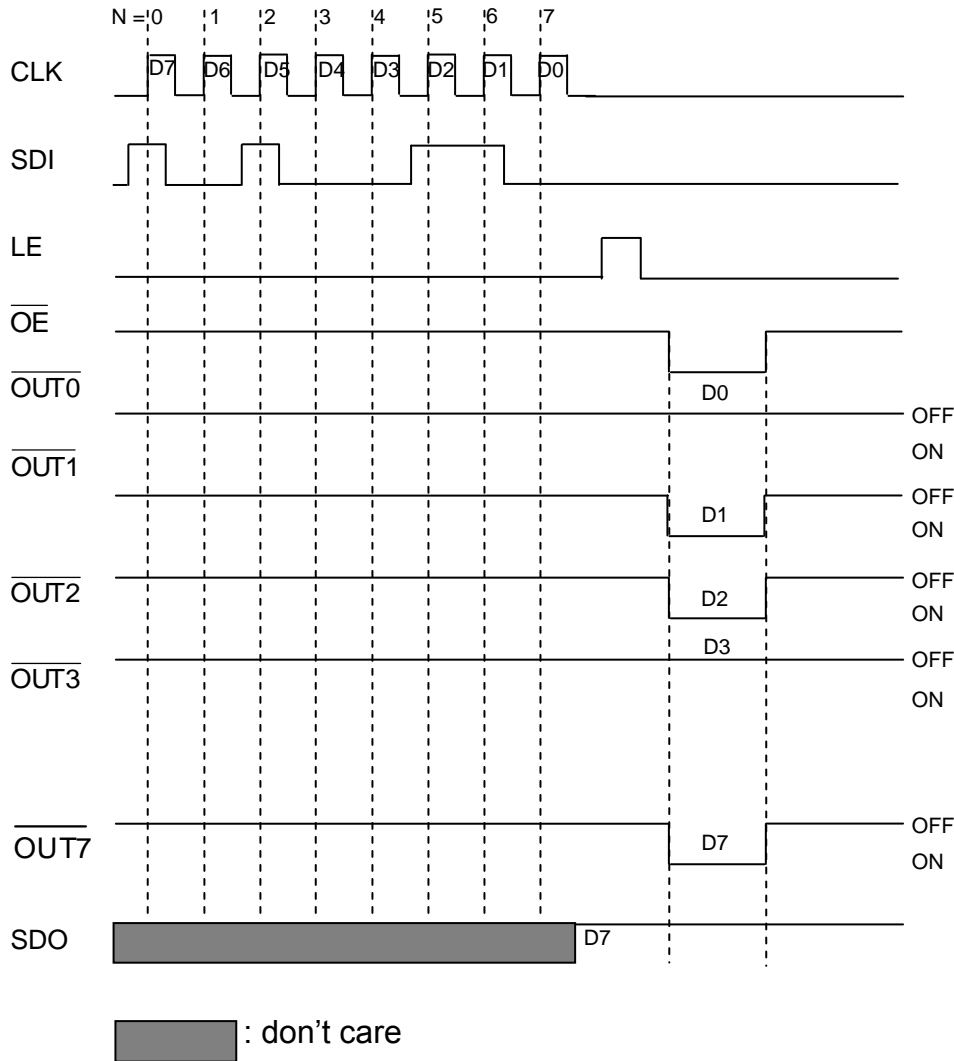 N = 0 1 2 3 4 5 6 7
CLK D7 D6 D5 D4 D3 D2 D1 D0
SDI
LE
OE
OUT0 D0
OFF
ON
OUT1
D1 OFF
ON
OUT2 D2 OFF
ON
D3
OUT3 OFF
ON
OUT7 D7 OFF
ON
SDO D7
: don't care